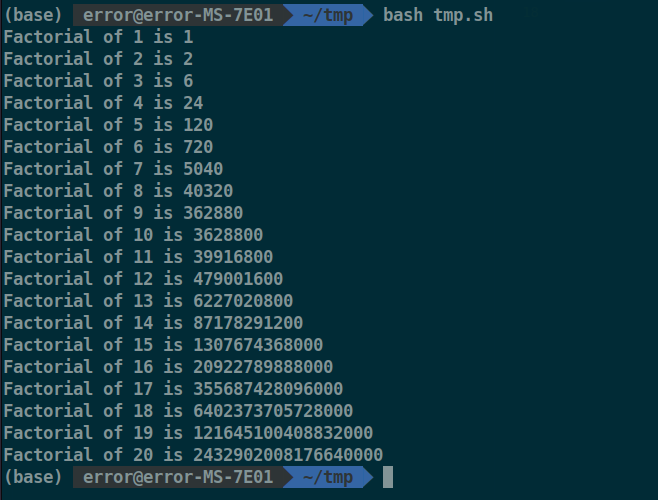 (base) error@error-MS-7E01 ~/tmp bash tmp.sh
Factorial of 1 is 1
Factorial of 2 is 2
Factorial of 3 is 6
Factorial of 4 is 24
Factorial of 5 is 120
Factorial of 6 is 720
Factorial of 7 is 5040
Factorial of 8 is 40320
Factorial of 9 is 362880
Factorial of 10 is 3628800
Factorial of 11 is 39916800
Factorial of 12 is 479001600
Factorial of 13 is 6227020800
Factorial of 14 is 87178291200
Factorial of 15 is 1307674368000
Factorial of 16 is 20922789888000
Factorial of 17 is 355687428096000
Factorial of 18 is 6402373705728000
Factorial of 19 is 121645100408832000
Factorial of 20 is 2432902008176640000
(base) error@error-MS-7E01 ~/tmp